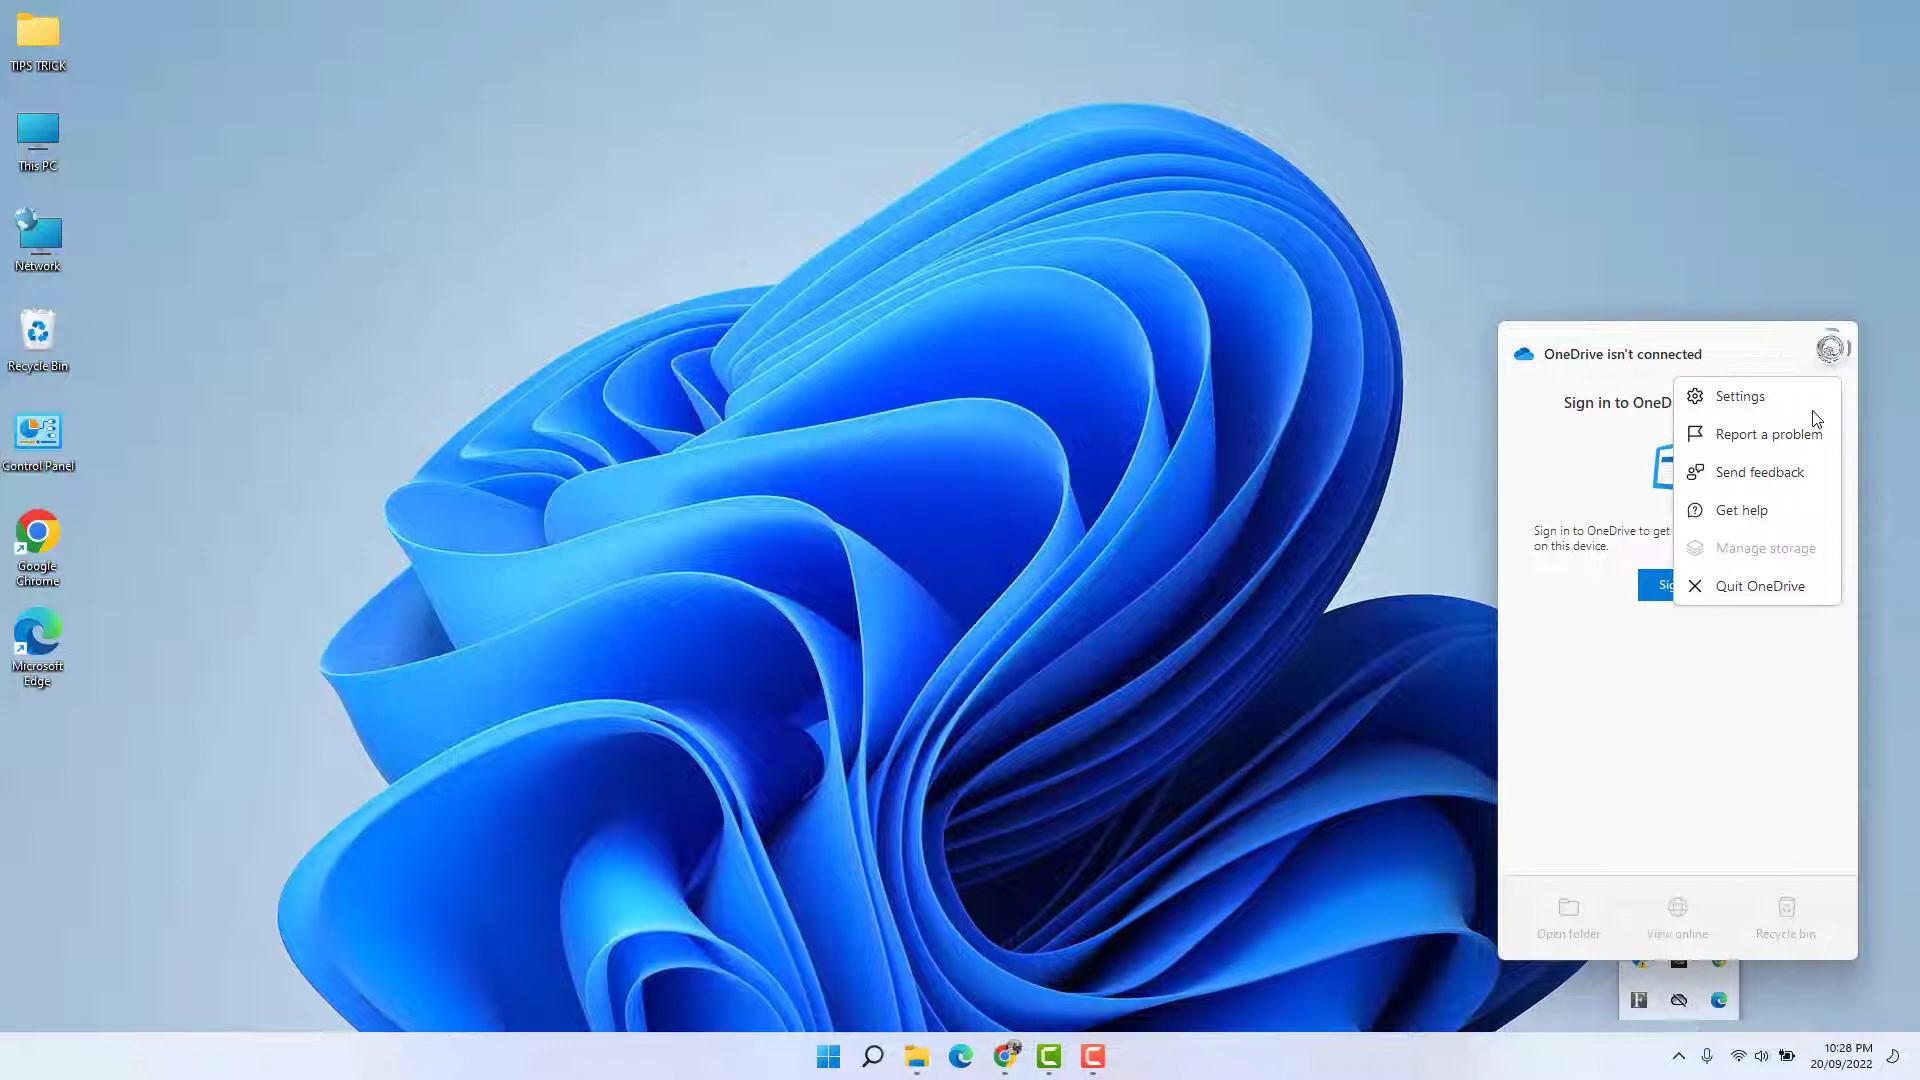 TIPS TRICK
This PC
Network
Recycle Bin
Control Panel
Google
Chrome
Microsoft
Edge
OneDrive isn't connected
Sign in to OneD
Settings
Report a problem
Send feedback
Get help
Manage storage
Quit OneDrive
Sign in to OneDrive to get
on this device.
Sig
Open folder
View online
Recycle bin
F
10:28 PM
20/09/2022